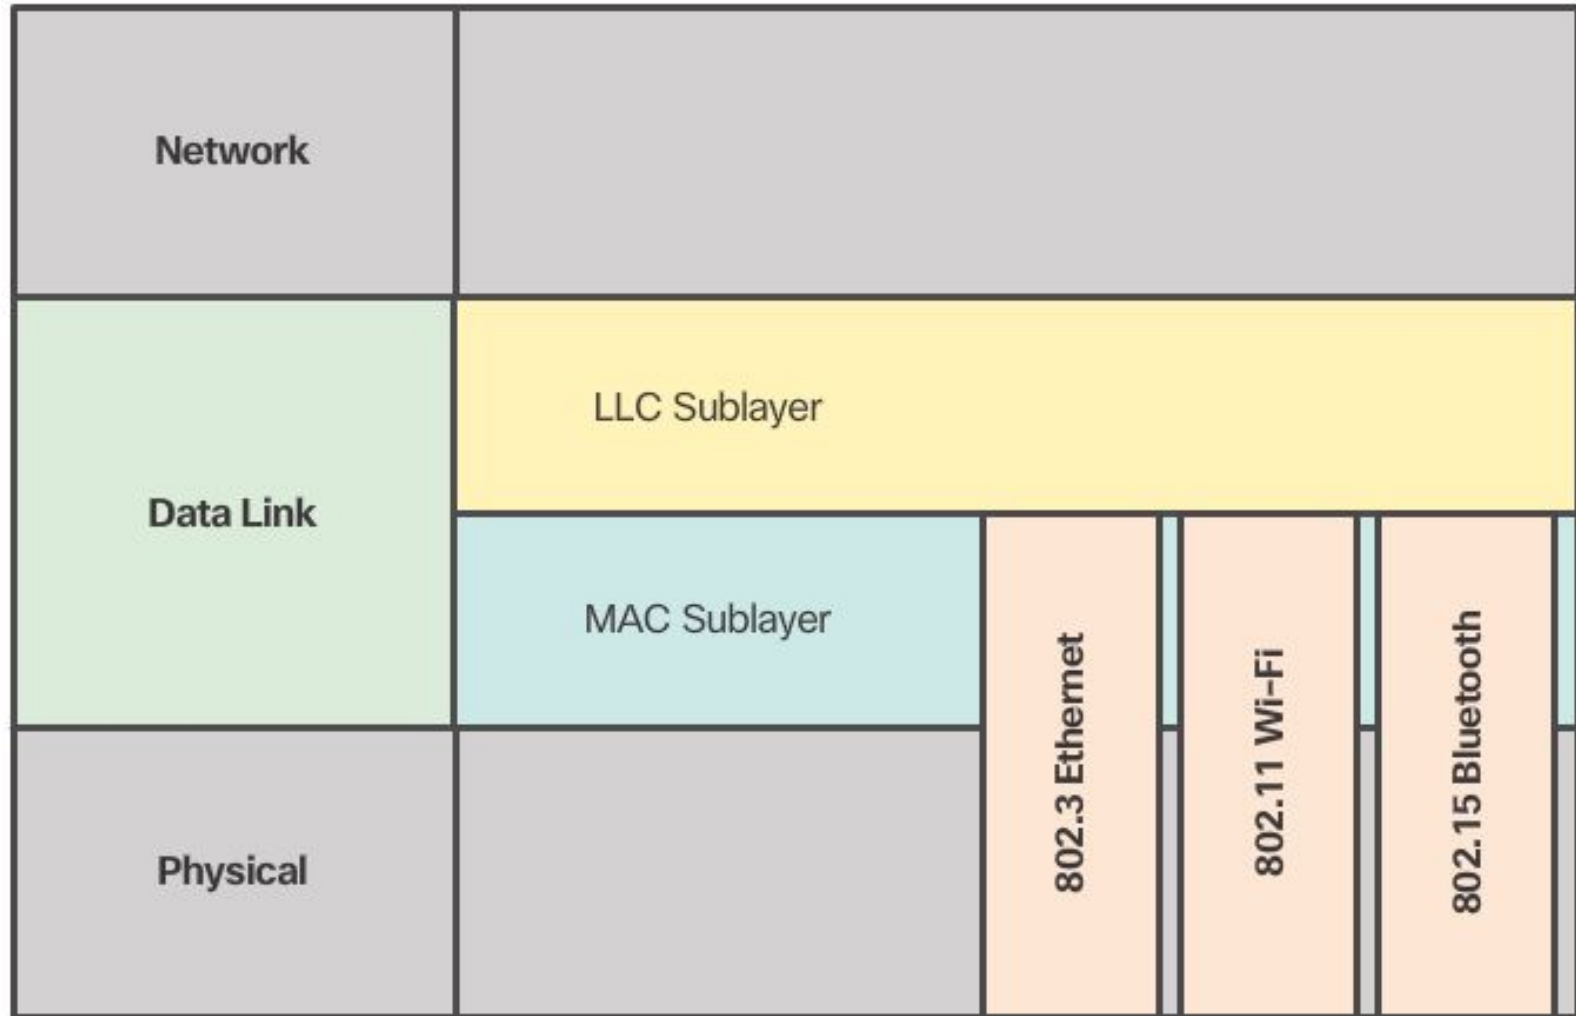 Network
Data Link
LLC Sublayer
MAC Sublayer
802.3 Ethernet
802.11 Wi-Fi
802.15 Bluetooth
Physical